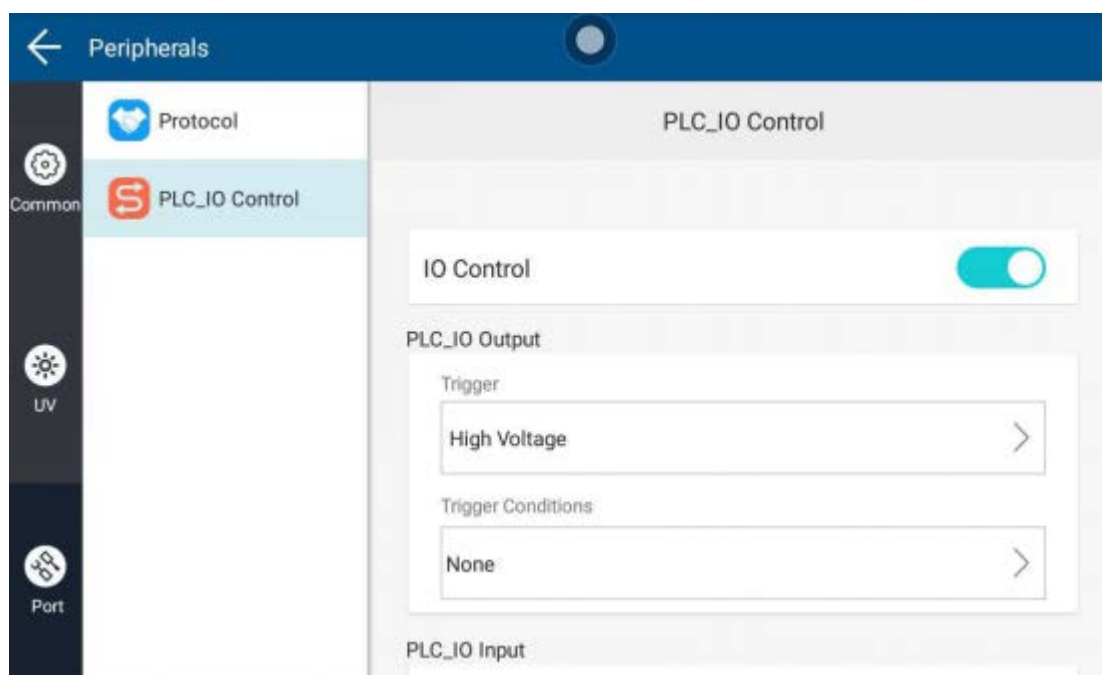 Peripherals
Common
UV
Port
Protocol
PLC_IO Control
PLC_IO Control
IO Control
PLC_IO Output
Trigger
High Voltage
Trigger Conditions
None
PLC_IO Input